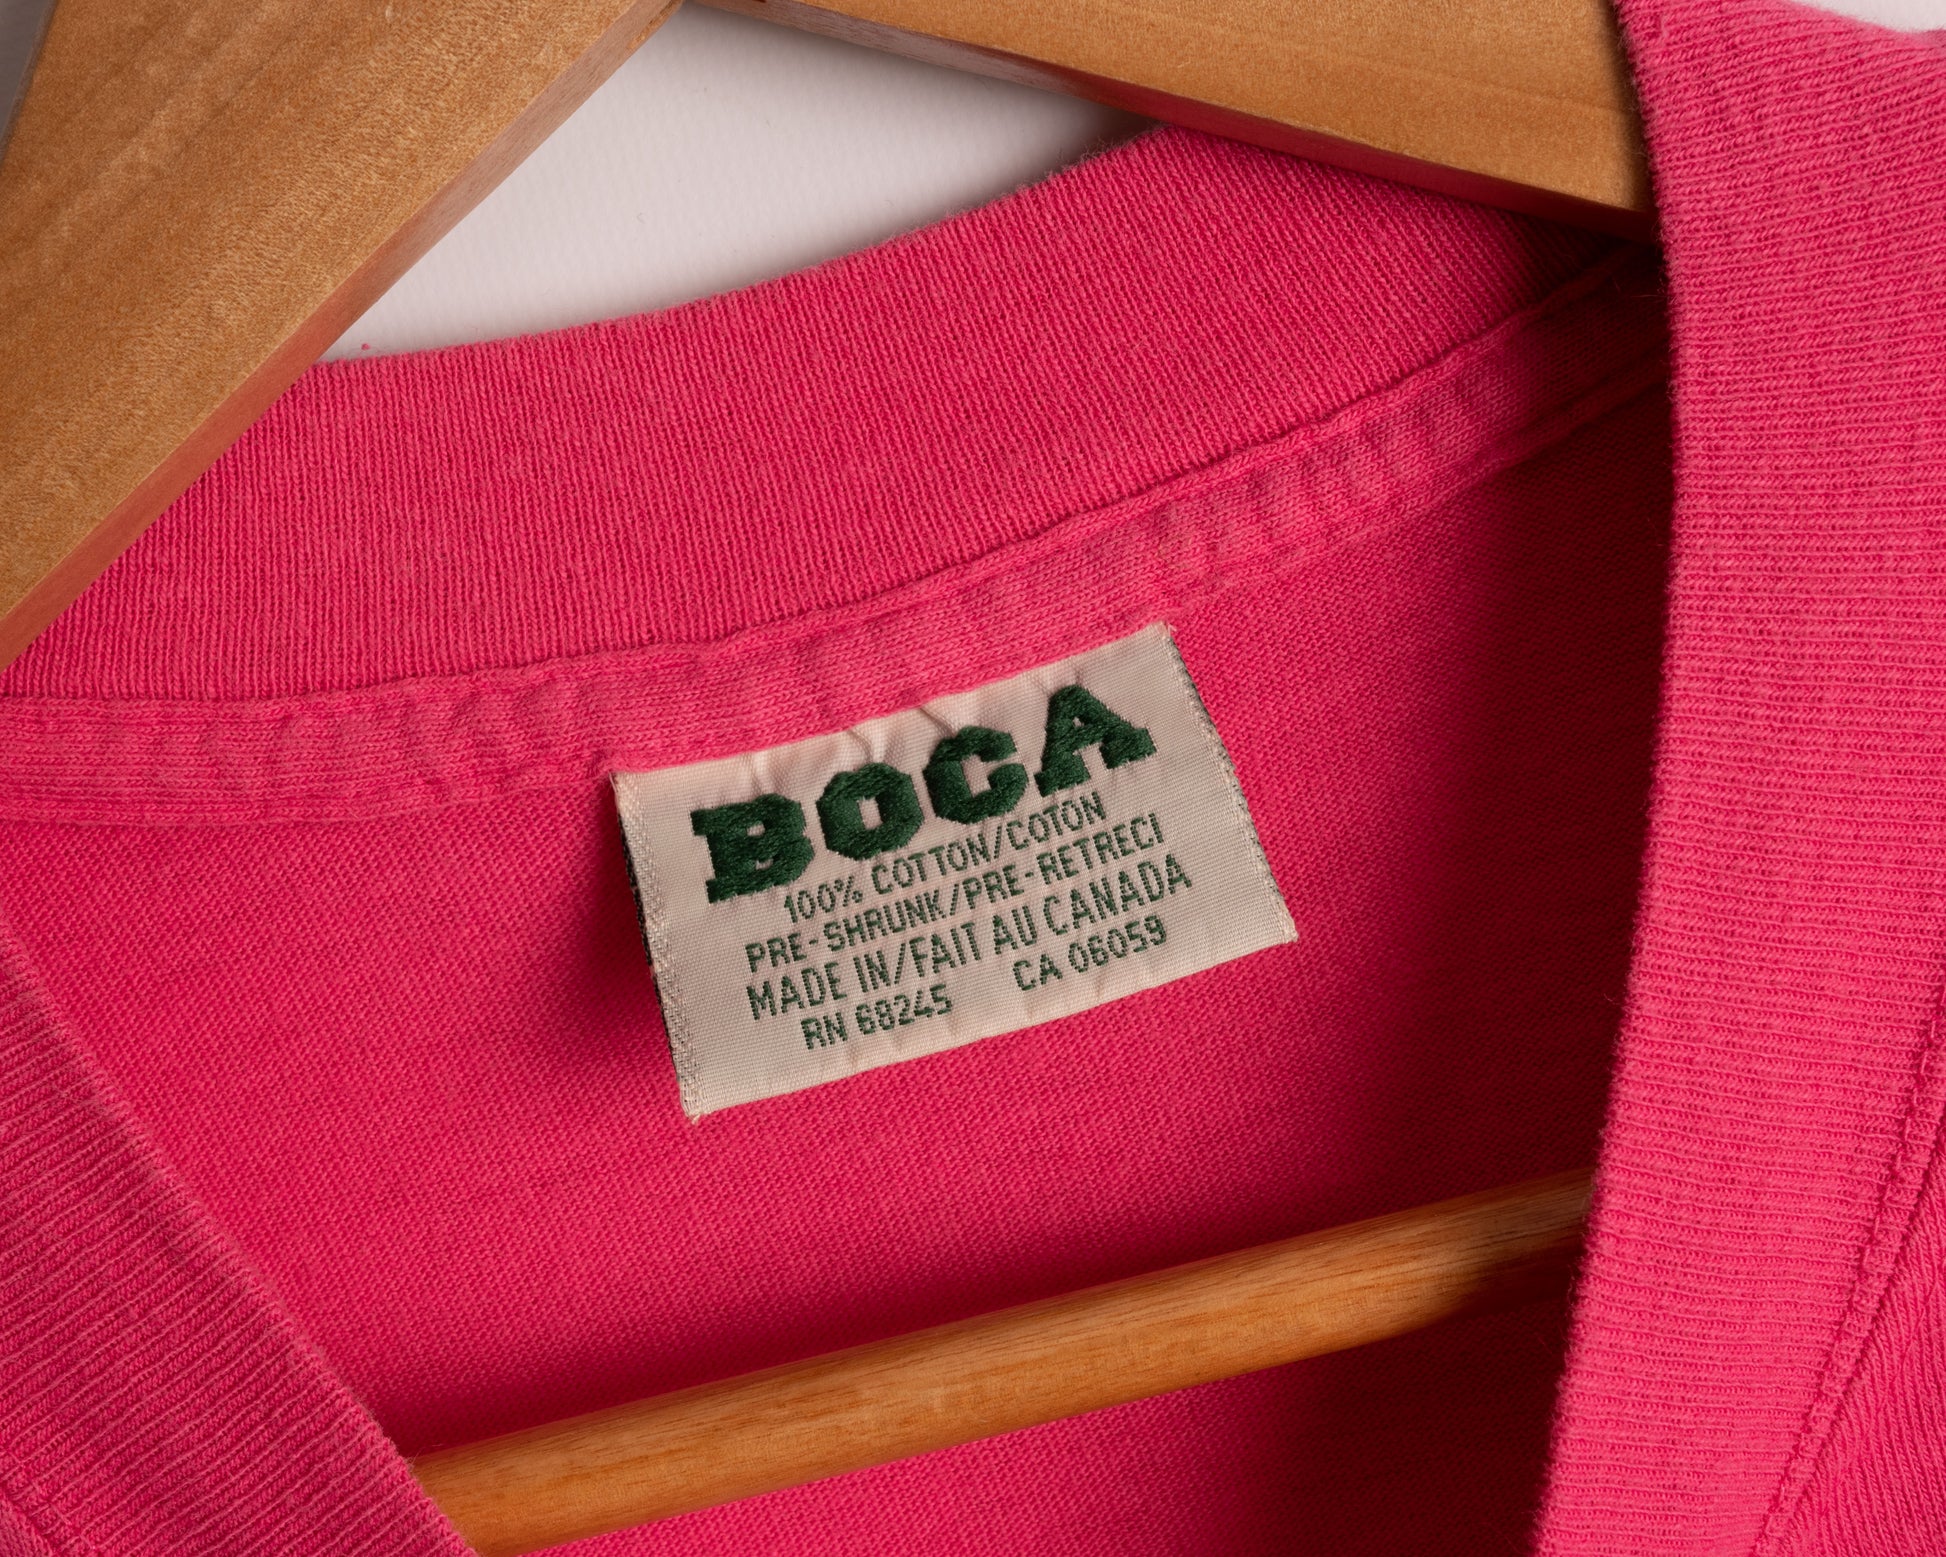 BOCA
100% COTTON/COTON
PRE-SHRUNK/PRE-RETRECI
MADE IN/FAIT AU CANADA
RN 68245 CA 06059